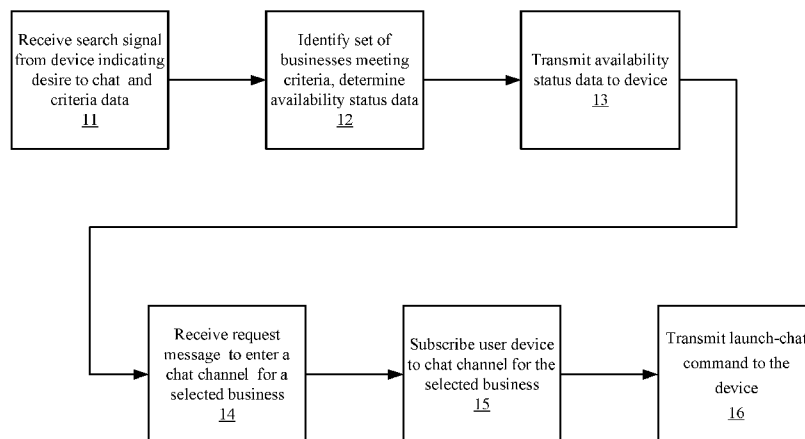 Receive search signal
from device indicating
desire to chat and
criteria data
11
Identify set of
businesses meeting
criteria, determine
availability status data
12
Transmit availability
status data to device
13
Receive request
message to enter a
chat channel for a
selected business
14
Subscribe user device
to chat channel for the
selected business
15
Transmit launch-chat
command to the
device
16